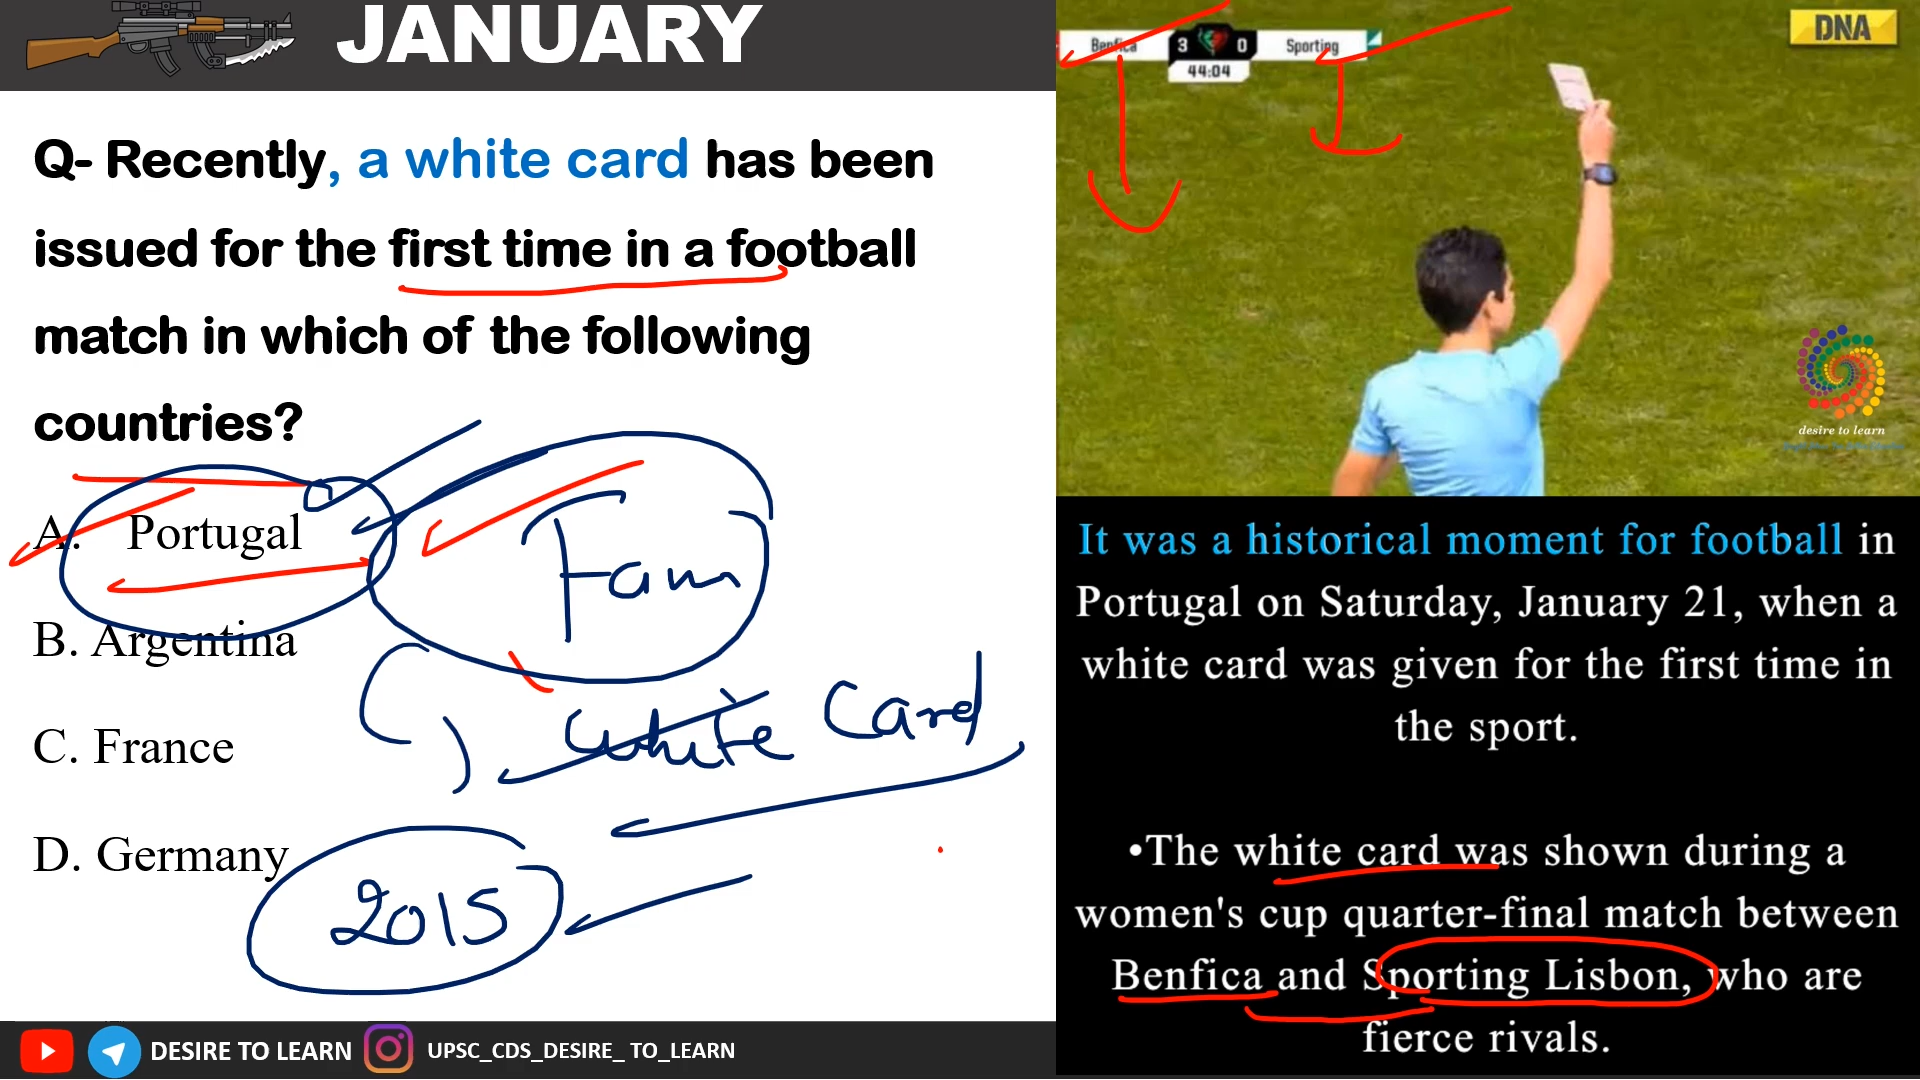 JANUARY
Q- Recently, a white card has been
issued for the first time in a football
match in which of the following
countries?
A. Portugal
B. Argentina
C. France
D. Germany
Fam
White Card
2015
DESIRE TO LEARN
UPSC_CDS_DESIRE_ TO_LEARN
Benfica 3 0 Sporting
44:04
DNA
desire to learn
It was a historical moment for football in
Portugal on Saturday, January 21, when a
white card was given for the first time in
the sport.
•The white card was shown during a
women's cup quarter-final match between
Benfica and Sporting Lisbon, who are
fierce rivals.